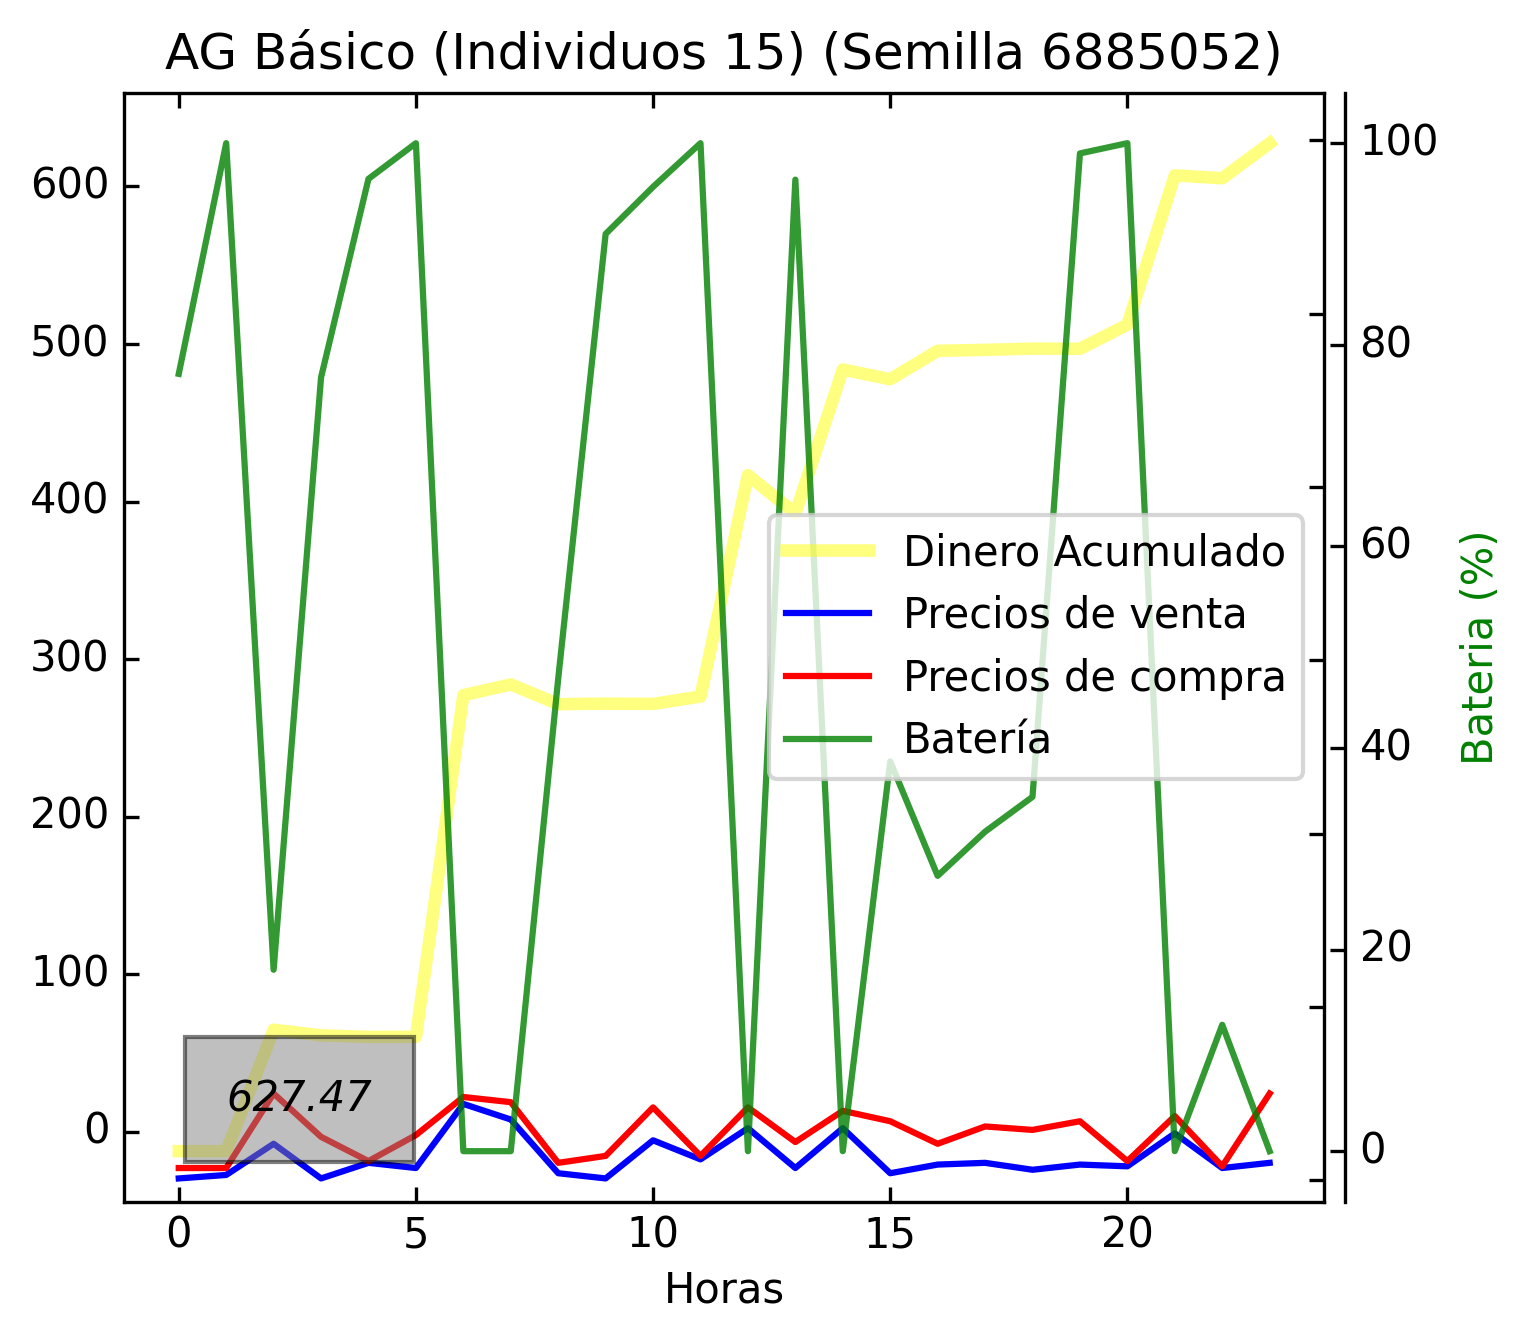 AG Básico (Individuos 15) (Semilla 6885052)
600
500
400
300
200
100
0
100
80
60
40
20
0
Bateria (%)
Dinero Acumulado
Precios de venta
Precios de compra
Batería
627.47
0 5 10 15 20
Horas